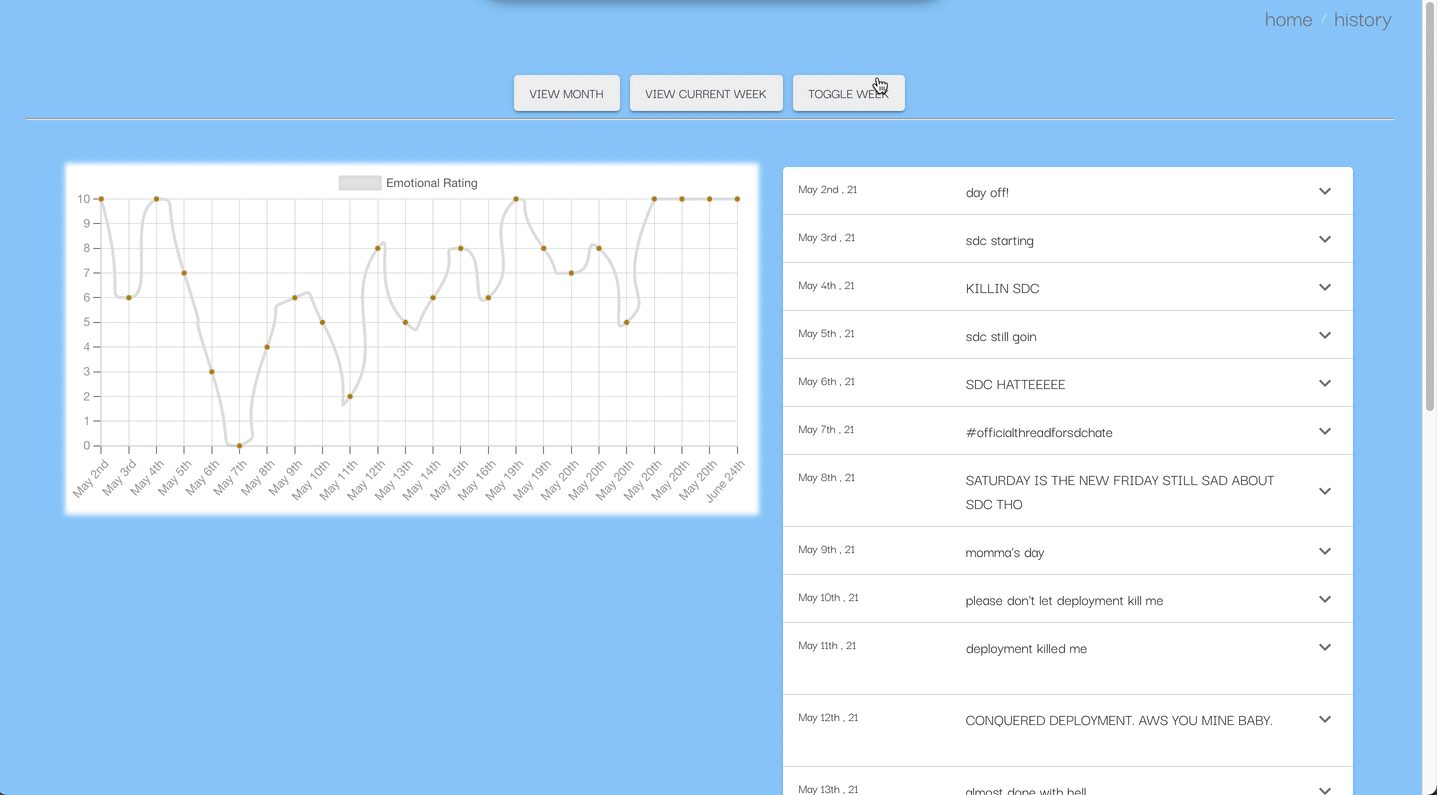 home / history
VIEW MONTH VIEW CURRENT WEEK TOGGLE WEEK
Emotional Rating
10
9
8
7
6
5
4
3
2
1
0
May 2nd
May 3rd
May 4th
May 5th
May 6th
May 7th
May 8th
May 9th
May 10th
May 11th
May 12th
May 13th
May 14th
May 15th
May 16th
May 19th
May 19th
May 20th
May 20th
May 20th
May 20th
May 20th
May 20th
June 24th
May 2nd , 21 day off!
May 3rd , 21 sdc starting
May 4th , 21 KILLIN SDC
May 5th , 21 sdc still goin
May 6th , 21 SDC HATTEEEEE
May 7th , 21 #officialthreadforsdchate
May 8th , 21 SATURDAY IS THE NEW FRIDAY STILL SAD ABOUT
SDC THO
May 9th , 21 momma's day
May 10th , 21 please don't let deployment kill me
May 11th , 21 deployment killed me
May 12th , 21 CONQUERED DEPLOYMENT. AWS YOU MINE BABY.
May 13th , 21 almost done with hell